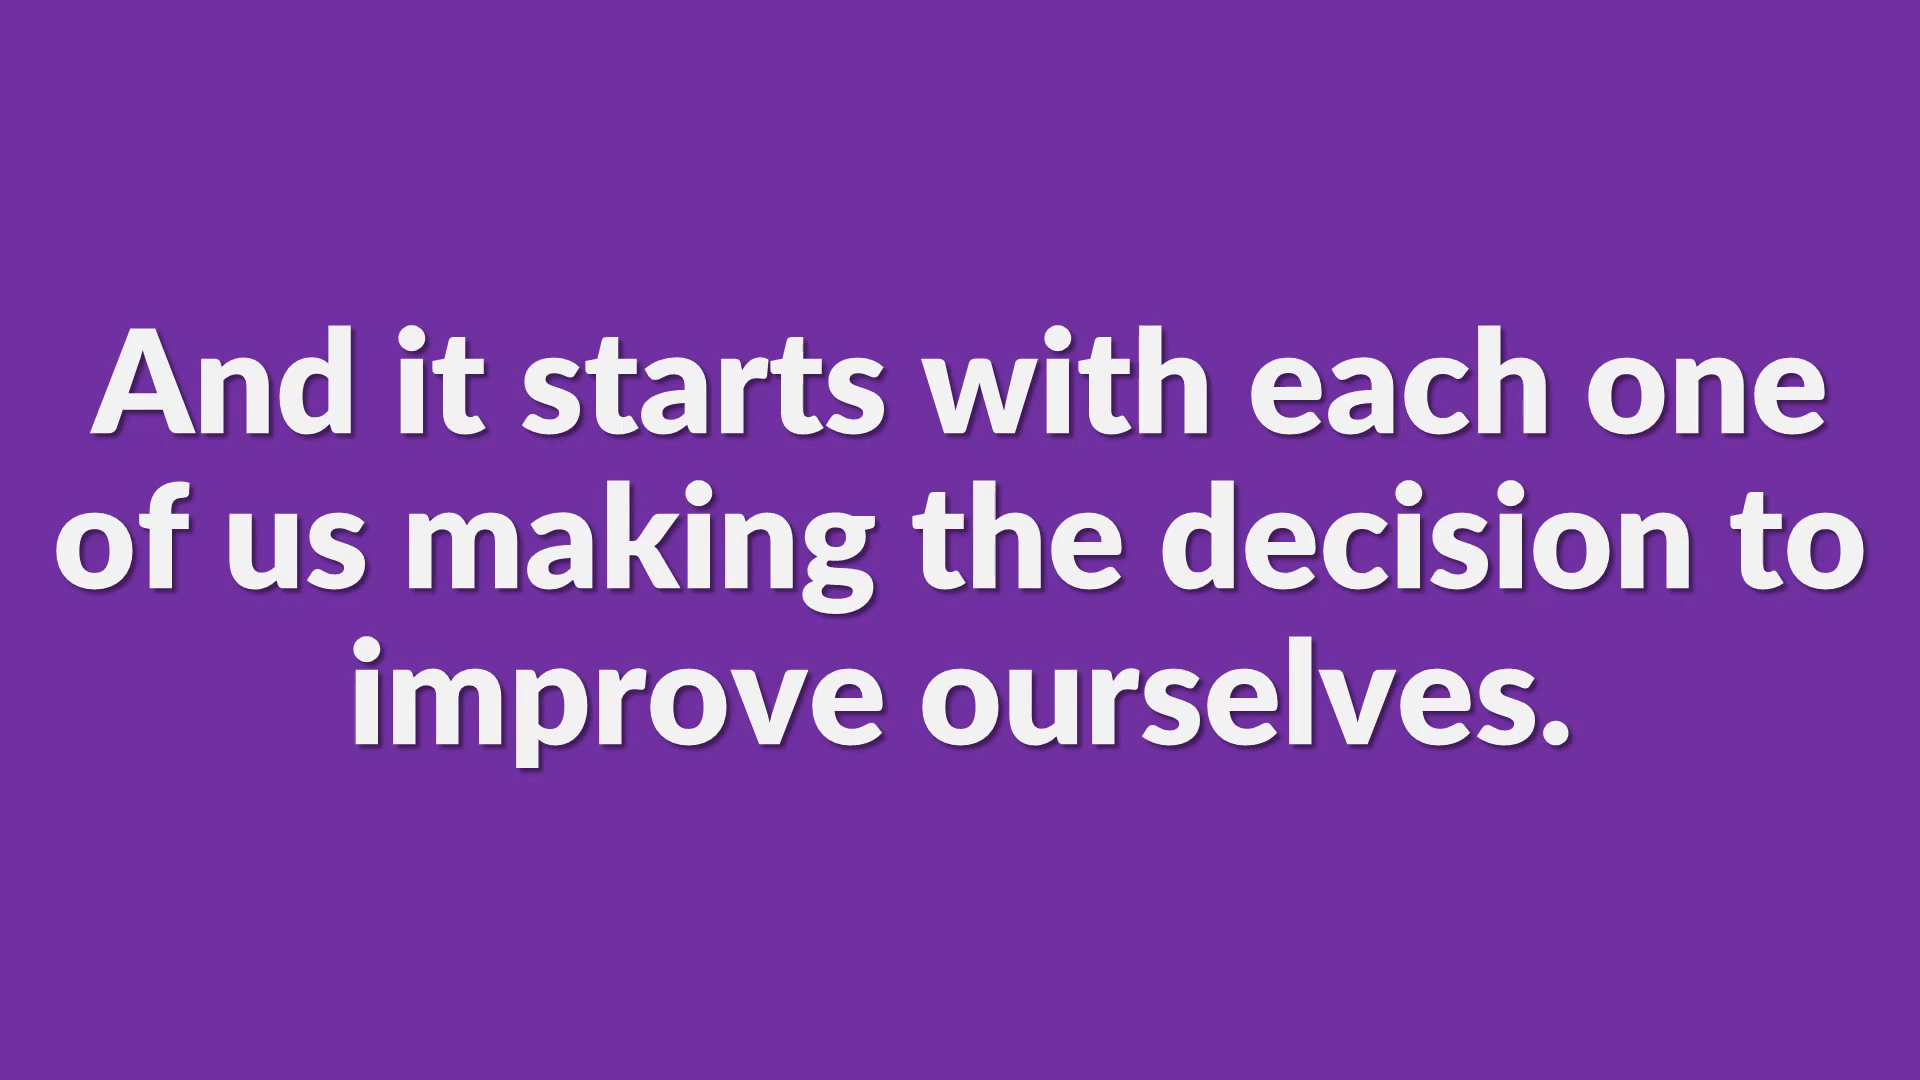 And it starts with each one
of us making the decision to
improve ourselves.